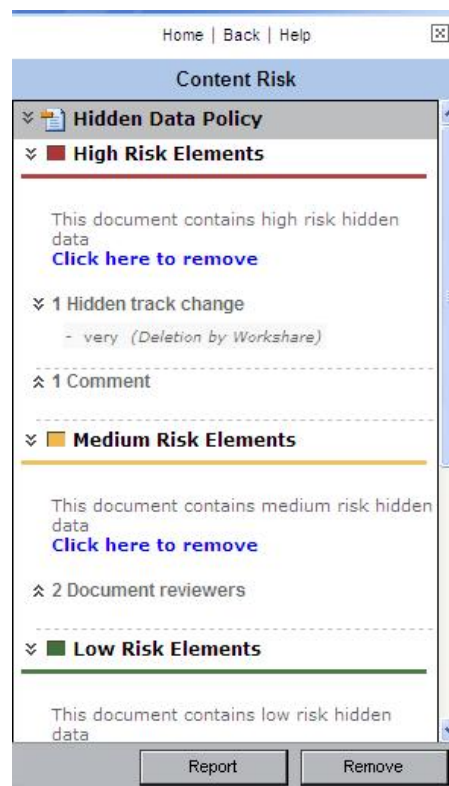 Home | Back | Help
Content Risk
Hidden Data Policy
High Risk Elements
This document contains high risk hidden
data
Click here to remove
1 Hidden track change
- very (Deletion by Workshare)
1 Comment
Medium Risk Elements
This document contains medium risk hidden
data
Click here to remove
2 Document reviewers
Low Risk Elements
This document contains low risk hidden
data
Report Remove